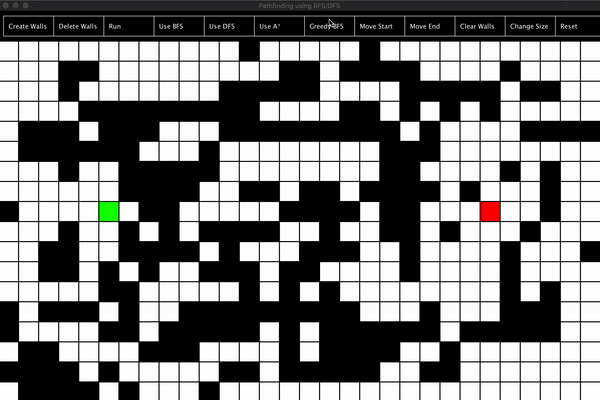 Pathfinding using BFS/DFS
Create Walls Delete Walls Run Use BFS Use DFS Use A* Greedy BFS Move Start Move End Clear Walls Change Size Reset